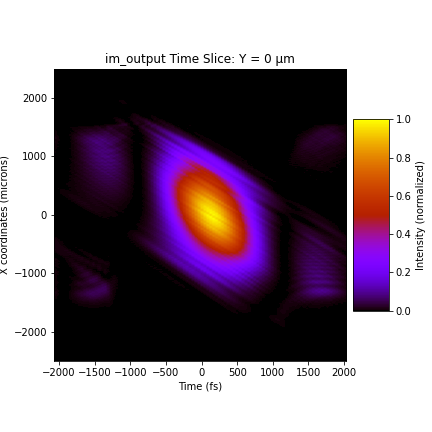 im_output Time Slice: Y = 0 µm
2000
1000
0
−1000
−2000
X coordinates (microns)
−2000 −1500 −1000 −500 0 500 1000 1500 2000
Time (fs)
1.0
0.8
0.6
0.4
0.2
0.0
Intensity (normalized)